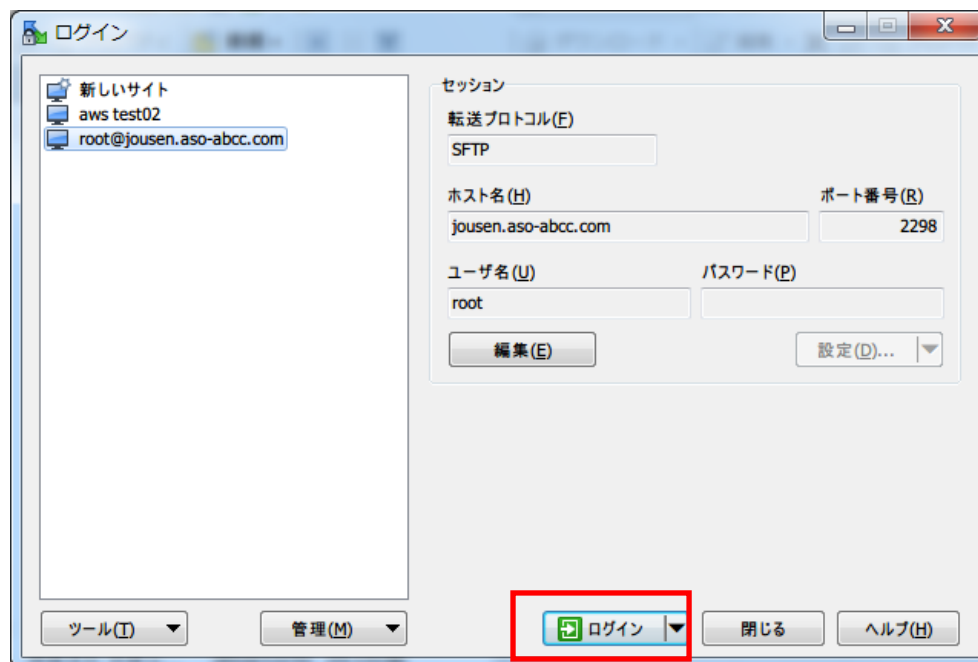 ログイン
新しいサイト
aws test02
root@jousen.aso-abcc.com
セッション
転送プロトコル(F)
SFTP
ホスト名(H) ポート番号(R)
jousen.aso-abcc.com 2298
ユーザ名(U) パスワード(P)
root
編集(E) 設定(D)...
ツール(T) 管理(M) ログイン 閉じる ヘルプ(H)